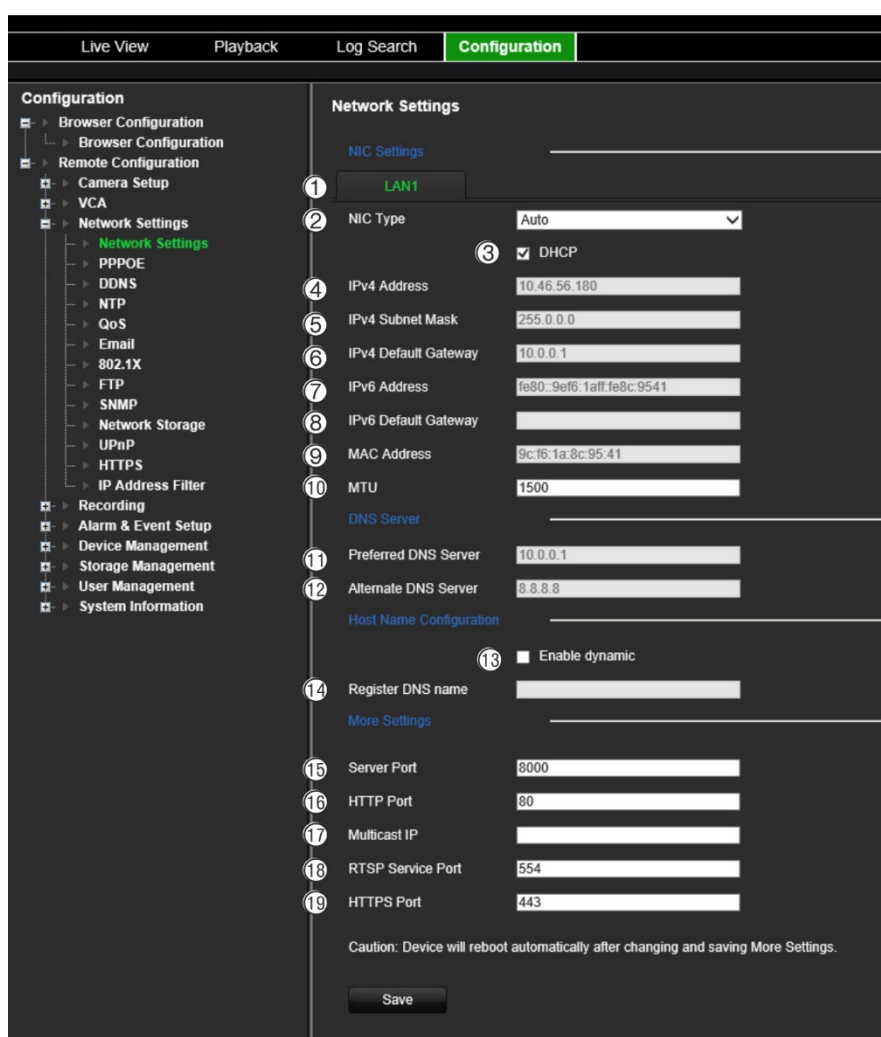 Live View Playback Log Search Configuration
Configuration
Browser Configuration
Browser Configuration
Remote Configuration
Camera Setup
VCA
Network Settings
Network Settings
PPPOE
DDNS
NTP
QoS
Email
802.1X
FTP
SNMP
Network Storage
UPnP
HTTPS
IP Address Filter
Recording
Alarm & Event Setup
Device Management
Storage Management
User Management
System Information
Network Settings
NIC Settings
1 LAN1
2 NIC Type Auto
3 DHCP
4 IPv4 Address 10.46.56.180
5 IPv4 Subnet Mask 255.0.0.0
6 IPv4 Default Gateway 10.0.0.1
7 IPv6 Address fe80::9ef6:1aff:fe8c:9541
8 IPv6 Default Gateway
9 MAC Address 9c:f6:1a:8c:95:41
10 MTU 1500
DNS Server
11 Preferred DNS Server 10.0.0.1
12 Alternate DNS Server 8.8.8.8
Host Name Configuration
13 Enable dynamic
14 Register DNS name
More Settings
15 Server Port 8000
16 HTTP Port 80
17 Multicast IP
18 RTSP Service Port 554
19 HTTPS Port 443
Caution: Device will reboot automatically after changing and saving More Settings.
Save